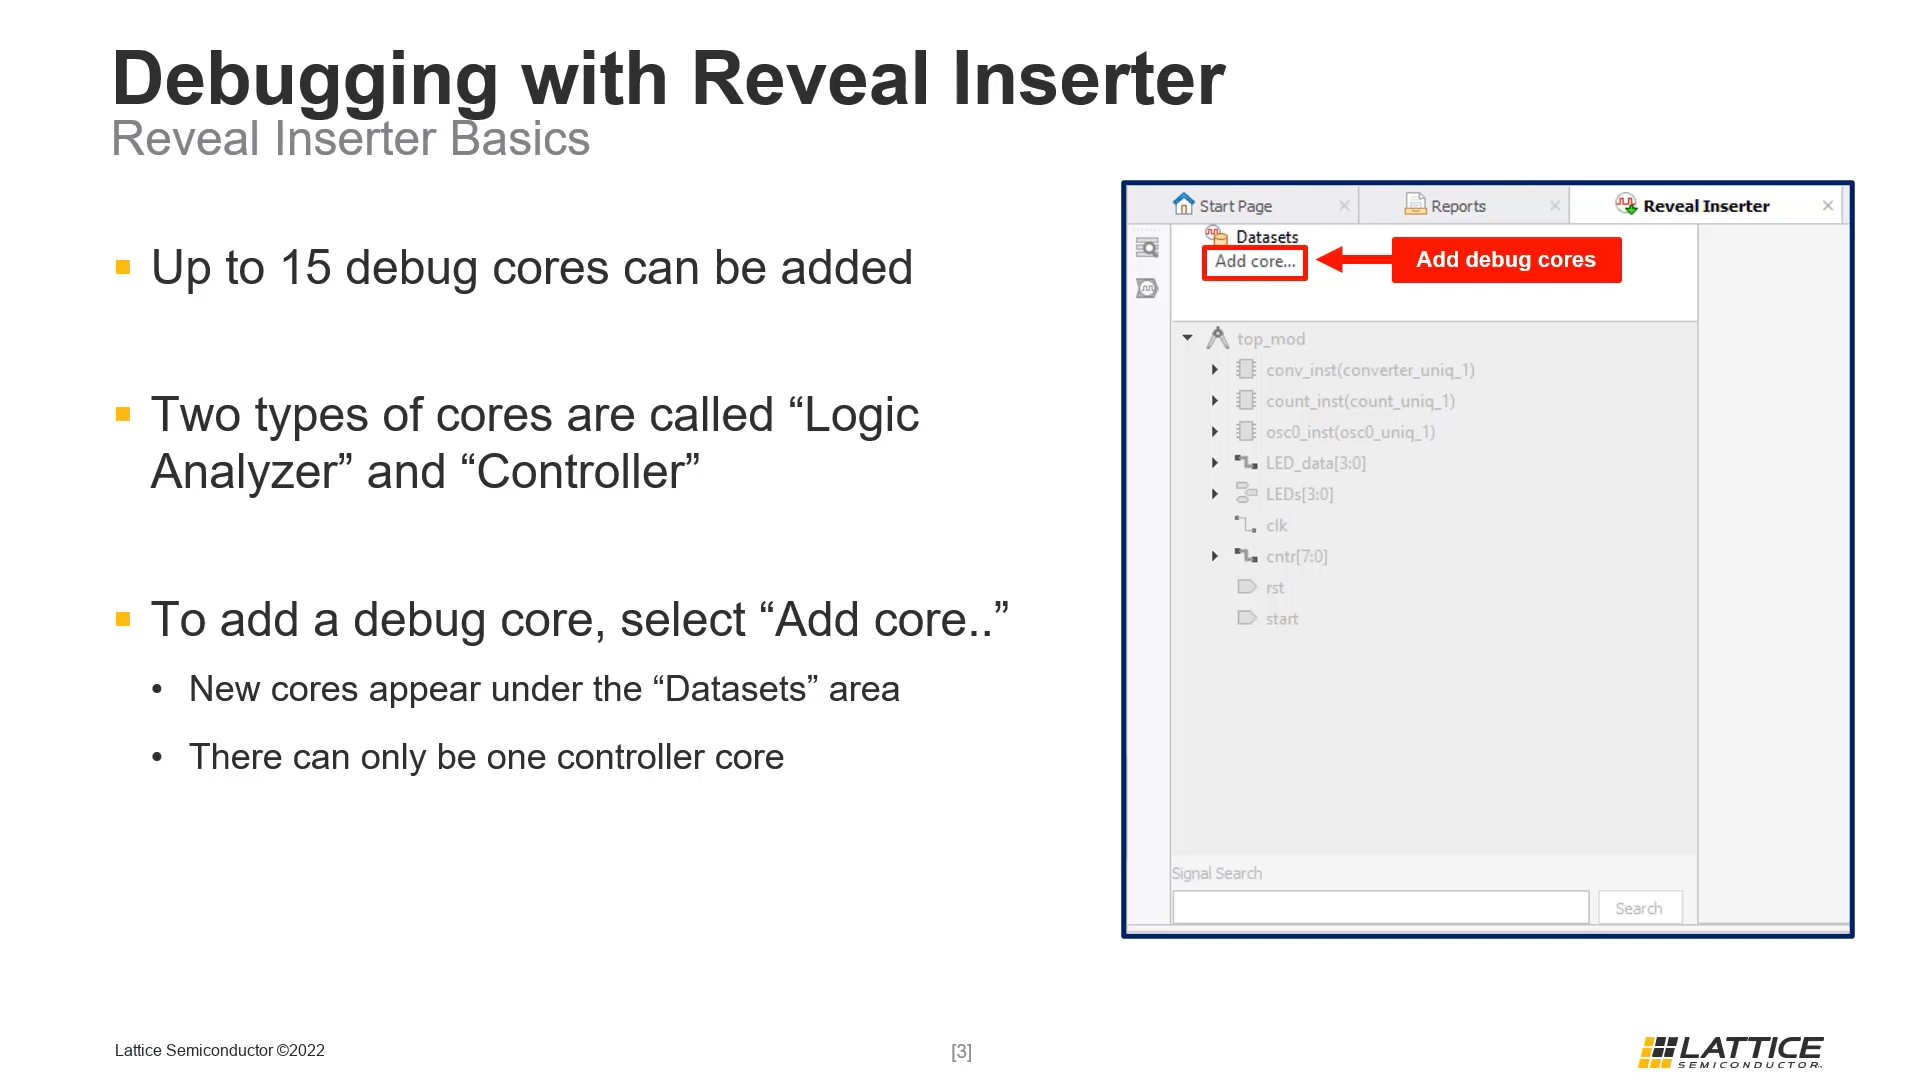 Debugging with Reveal Inserter
Reveal Inserter Basics
Up to 15 debug cores can be added
Two types of cores are called “Logic
Analyzer” and “Controller”
To add a debug core, select “Add core..”
• New cores appear under the “Datasets” area
• There can only be one controller core
Start Page
Reports
Reveal Inserter
Datasets
Add core...
Add debug cores
top_mod
conv_inst(converter_uniq_1)
count_inst(count_uniq_1)
osc0_inst(osc0_uniq_1)
LED_data[3:0]
LEDs[3:0]
clk
cntr[7:0]
rst
start
Signal Search
Search
Lattice Semiconductor ©2022
[3]
LATTICE
SEMICONDUCTOR